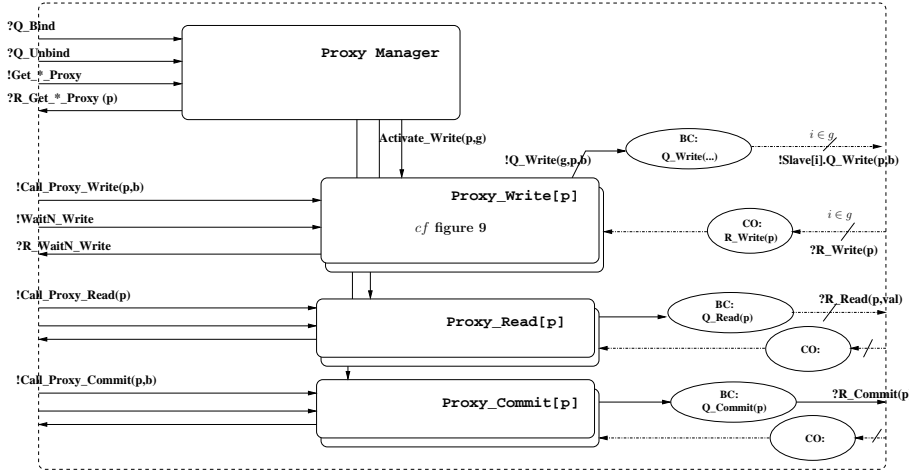 ?Q_Bind
?Q_Unbind
!Get_*_Proxy
?R_Get_*_Proxy (p)
Proxy Manager
Activate_Write(p,g)
!Q_Write(g,p,b)
BC:
Q_Write(...)
i ∈ g
!Slave[i].Q_Write(p,b)
!Call_Proxy_Write(p,b)
!WaitN_Write
?R_WaitN_Write
Proxy_Write[p]
cf figure 9
CO:
R_Write(p)
i ∈ g
?R_Write(p)
!Call_Proxy_Read(p)
Proxy_Read[p]
BC:
Q_Read(p)
?R_Read(p,val)
CO:
!Call_Proxy_Commit(p,b)
Proxy_Commit[p]
BC:
Q_Commit(p)
?R_Commit(p
CO: